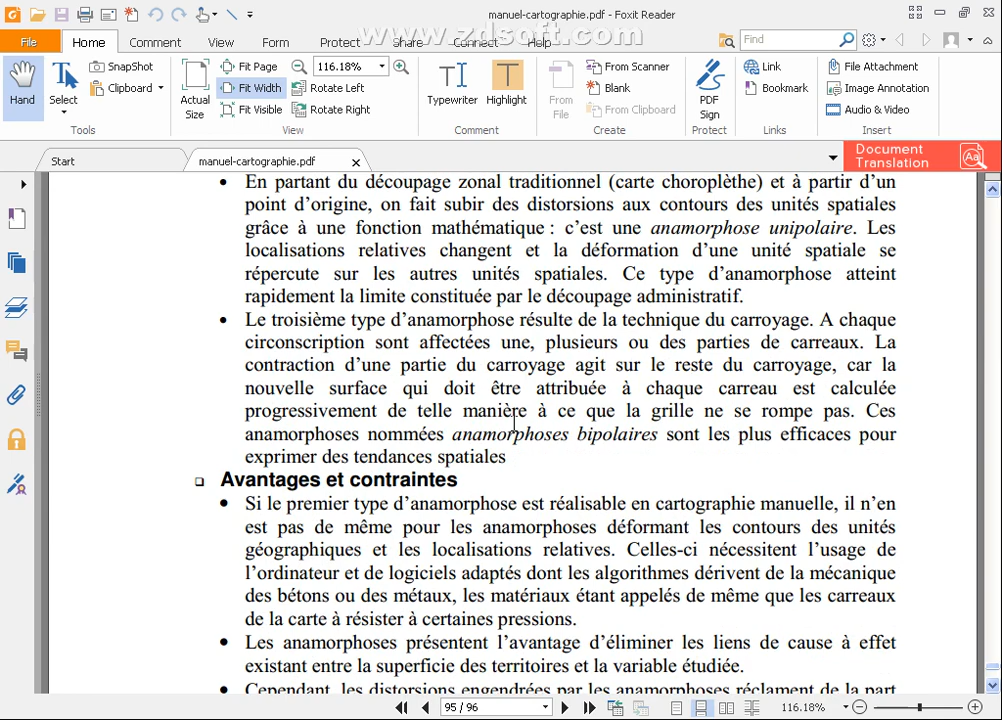 manuel-cartographie.pdf - Foxit Reader
File Home Comment View Form Protect Share Connect Help Find
www.zdsoft.com
Hand
Select
SnapShot
Clipboard
Tools
Actual Size
Fit Page
Fit Width
Fit Visible
116.18%
Rotate Left
Rotate Right
View
Typewriter
Highlight
Comment
From File
From Scanner
Blank
From Clipboard
Create
PDF Sign
Protect
Link
Bookmark
Links
File Attachment
Image Annotation
Audio & Video
Insert
Start
manuel-cartographie.pdf
Document
Translation
• En partant du découpage zonal traditionnel (carte choroplèthe) et à partir d’un
point d’origine, on fait subir des distorsions aux contours des unités spatiales
grâce à une fonction mathématique : c’est une anamorphose unipolaire. Les
localisations relatives changent et la déformation d’une unité spatiale se
répercute sur les autres unités spatiales. Ce type d’anamorphose atteint
rapidement la limite constituée par le découpage administratif.
• Le troisième type d’anamorphose résulte de la technique du carroyage. A chaque
circonscription sont affectées une, plusieurs ou des parties de carreaux. La
contraction d’une partie du carroyage agit sur le reste du carroyage, car la
nouvelle surface qui doit être attribuée à chaque carreau est calculée
progressivement de telle manière à ce que la grille ne se rompe pas. Ces
anamorphoses nommées anamorphoses bipolaires sont les plus efficaces pour
exprimer des tendances spatiales
❑ Avantages et contraintes
• Si le premier type d’anamorphose est réalisable en cartographie manuelle, il n’en
est pas de même pour les anamorphoses déformant les contours des unités
géographiques et les localisations relatives. Celles-ci nécessitent l’usage de
l’ordinateur et de logiciels adaptés dont les algorithmes dérivent de la mécanique
des bétons ou des métaux, les matériaux étant appelés de même que les carreaux
de la carte à résister à certaines pressions.
• Les anamorphoses présentent l’avantage d’éliminer les liens de cause à effet
existant entre la superficie des territoires et la variable étudiée.
• Cependant, les distorsions engendrées par les anamorphoses réclament de la part
95 / 96
116.18%